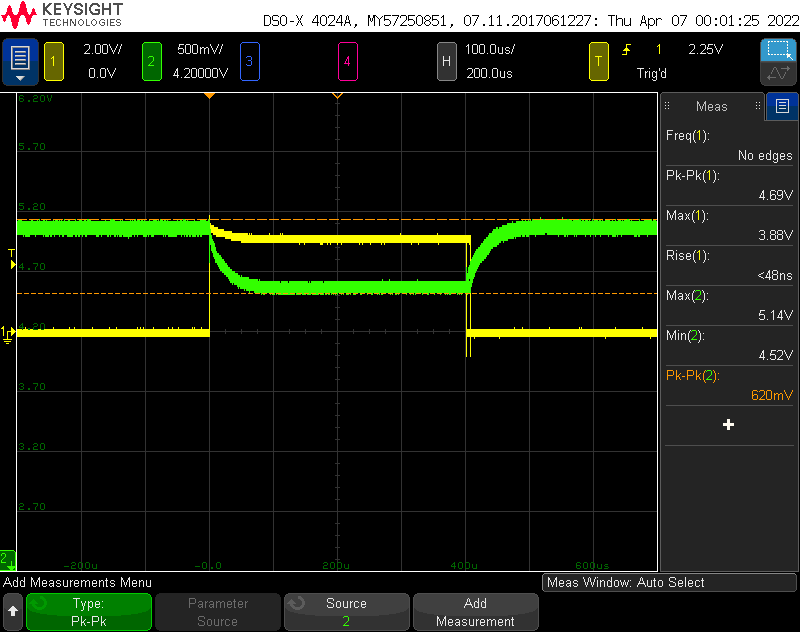 KEYSIGHT
TECHNOLOGIES
DSO-X 4024A, MY57250851, 07.11.2017061227: Thu Apr 07 00:01:25 2022
1 2.00V/ 2 500mV/ 3 4 H 100.0us/ T 1 2.25V
0.0V 4.20000V 200.0us Trig'd
Meas
6.20V
5.70
5.20
4.70
4.20
3.70
3.20
2.70
T
1
2
-200u -0.0 200u 400u 600u
Freq(1):
No edges
Pk-Pk(1):
4.69V
Max(1):
3.88V
Rise(1):
<48ns
Max(2):
5.14V
Min(2):
4.52V
Pk-Pk(2):
620mV
+
Add Measurements Menu
Meas Window: Auto Select
Type:
Pk-Pk
Parameter
Source
Source
2
Add
Measurement